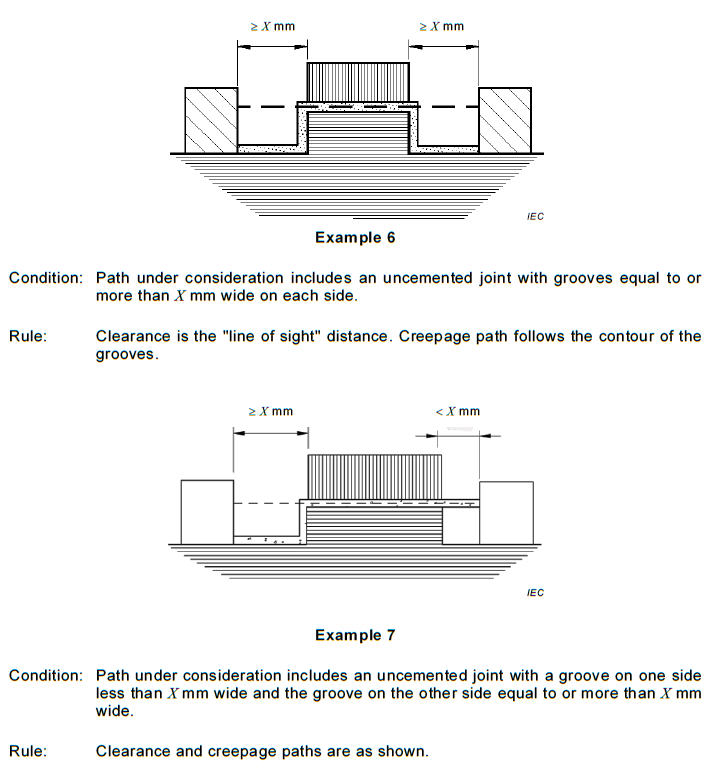 ≥ X mm ≥ X mm
IEC
Example 6
Condition: Path under consideration includes an uncemented joint with grooves equal to or
more than X mm wide on each side.
Rule: Clearance is the "line of sight" distance. Creepage path follows the contour of the
grooves.
≥ X mm < X mm
IEC
Example 7
Condition: Path under consideration includes an uncemented joint with a groove on one side
less than X mm wide and the groove on the other side equal to or more than X mm
wide.
Rule: Clearance and creepage paths are as shown.